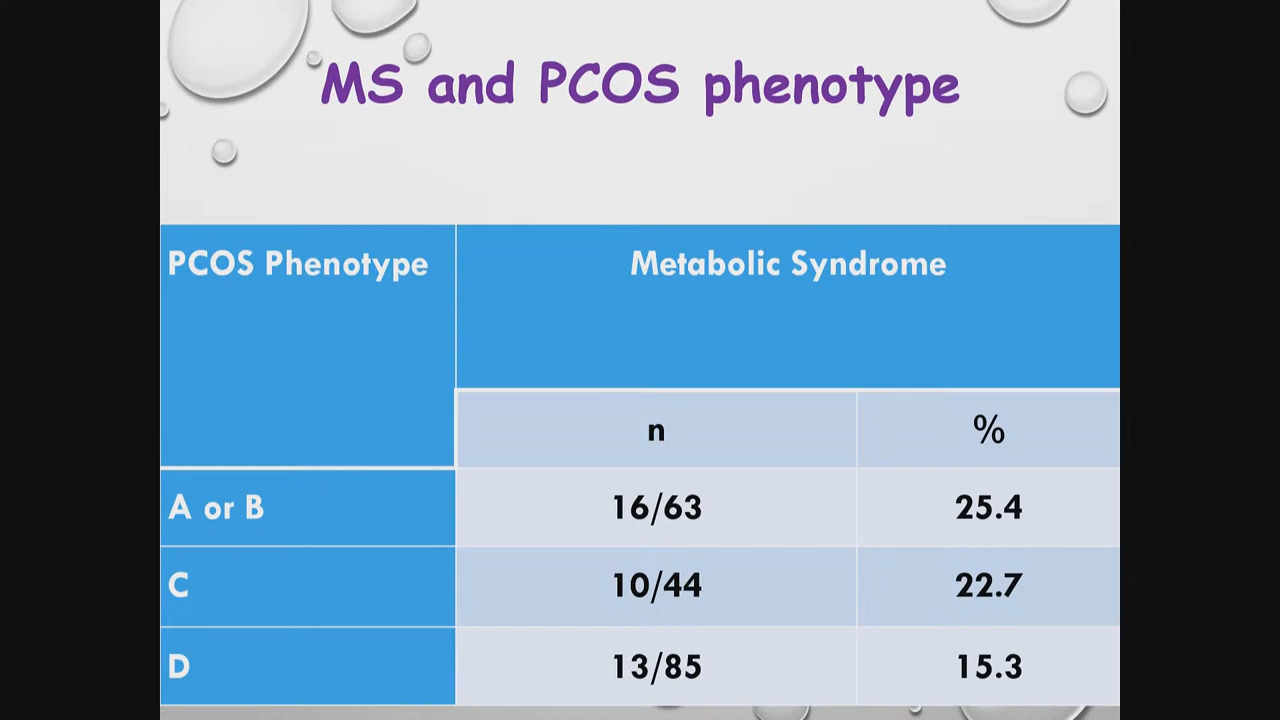 MS and PCOS phenotype
PCOS Phenotype Metabolic Syndrome
n %
A or B 16/63 25.4
C 10/44 22.7
D 13/85 15.3